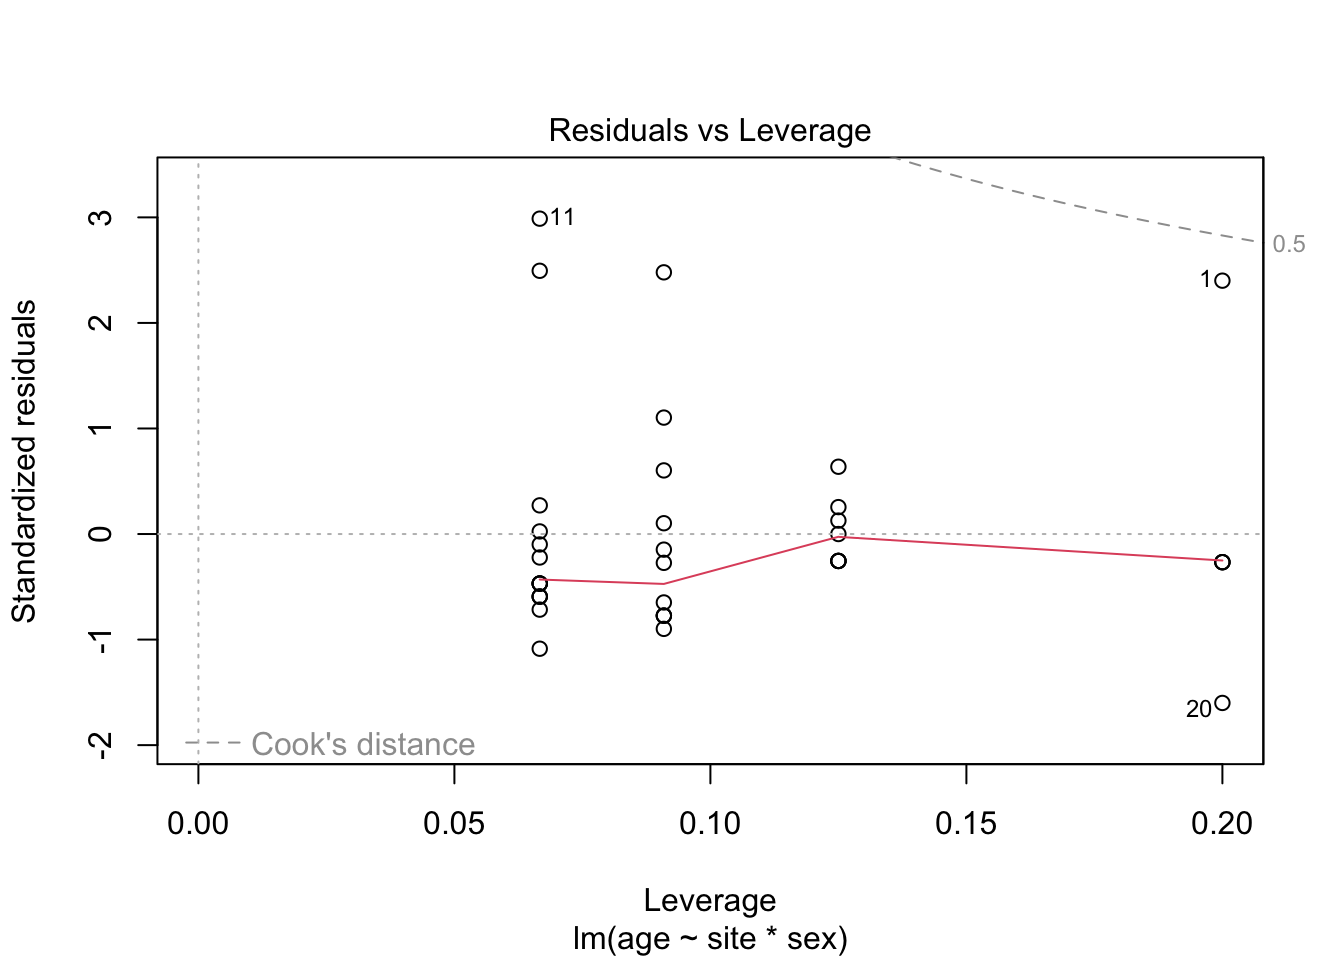 Residuals vs Leverage
Standardized residuals
3
2
1
0
-1
-2
11
1
20
0.5
Cook's distance
0.00 0.05 0.10 0.15 0.20
Leverage
lm(age ~ site * sex)